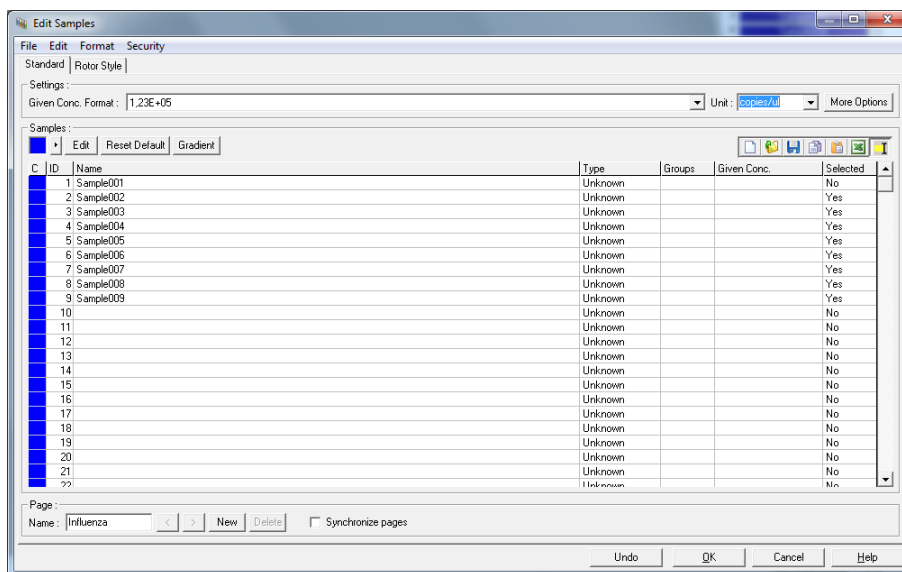 Edit Samples
File Edit Format Security
Standard Rotor Style
Settings :
Given Conc. Format : 1,23E+05 Unit : copies/ul More Options
Samples :
Edit Reset Default Gradient
C ID Name Type Groups Given Conc. Selected
1 Sample001 Unknown No
2 Sample002 Unknown Yes
3 Sample003 Unknown Yes
4 Sample004 Unknown Yes
5 Sample005 Unknown Yes
6 Sample006 Unknown Yes
7 Sample007 Unknown Yes
8 Sample008 Unknown Yes
9 Sample009 Unknown Yes
10 Unknown No
11 Unknown No
12 Unknown No
13 Unknown No
14 Unknown No
15 Unknown No
16 Unknown No
17 Unknown No
18 Unknown No
19 Unknown No
20 Unknown No
21 Unknown No
22 Unknown No
Page :
Name : Influenza < > New Delete Synchronize pages
Undo OK Cancel Help